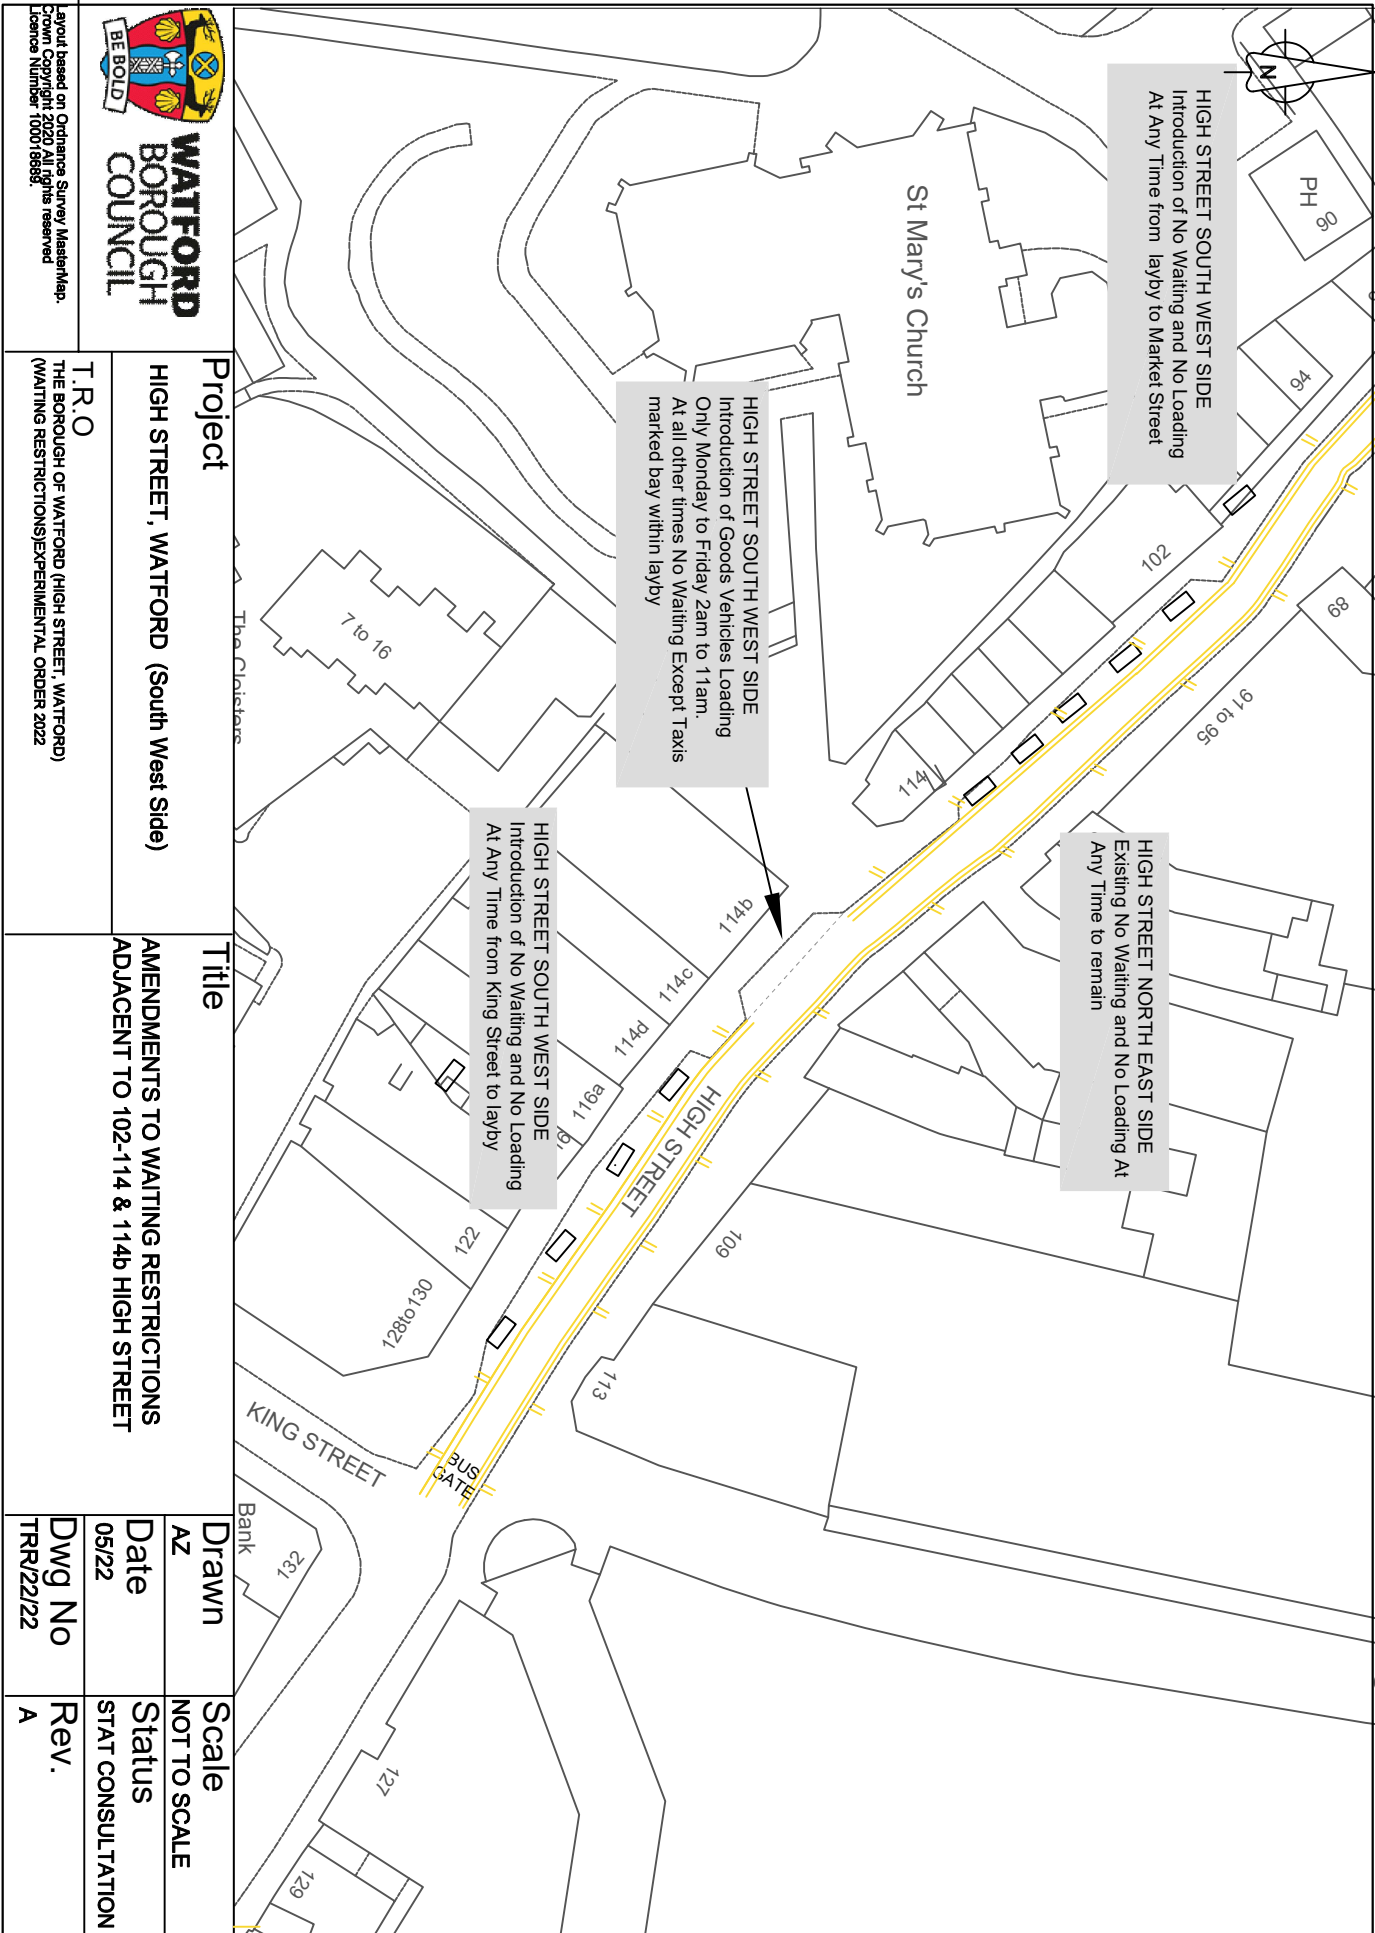 HIGH STREET SOUTH WEST SIDE
Introduction of No Waiting and No Loading
At Any Time from layby to Market Street
N
PH
90
94
St Mary's Church
102
68
91 to 95
114
HIGH STREET SOUTH WEST SIDE
Introduction of Goods Vehicles Loading
Only Monday to Friday 2am to 11am.
At all other times No Waiting Except Taxis
marked bay within layby
HIGH STREET NORTH EAST SIDE
Existing No Waiting and No Loading At
Any Time to remain
7 to 16
The Cloisters
114b
114c
114d
116a
16
HIGH STREET SOUTH WEST SIDE
Introduction of No Waiting and No Loading
At Any Time from King Street to layby
HIGH STREET
109
122
128to130
113
KING STREET
BUS
GATE
Bank
132
127
129
BE BOLD
WATFORD
BOROUGH
COUNCIL
Layout based on Ordnance Survey MasterMap.
Crown Copyright 2020 All rights reserved
Licence Number 100018689.
Project
HIGH STREET, WATFORD (South West Side)
T.R.O
THE BOROUGH OF WATFORD (HIGH STREET, WATFORD)
(WAITING RESTRICTIONS)EXPERIMENTAL ORDER 2022
Title
AMENDMENTS TO WAITING RESTRICTIONS
ADJACENT TO 102-114 & 114b HIGH STREET
Drawn
AZ
Scale
NOT TO SCALE
Date
05/22
Status
STAT CONSULTATION
Dwg No
TRR/22/22
Rev.
A